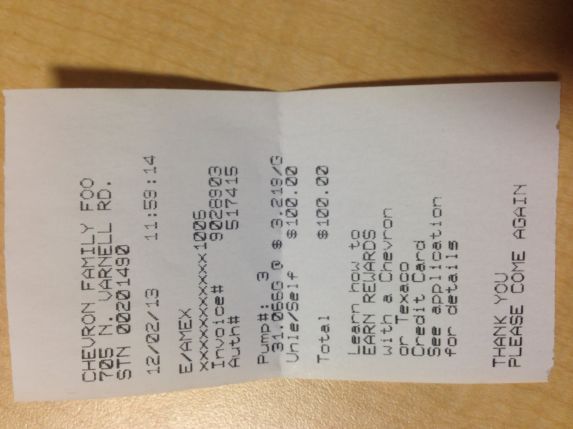 CHEVRON FAMILY FOO
705 N. VARNELL RD.
STN 00201490
12/02/13 11:59:14
E/AMEX
xxxxxxxxxxx1006
Invoice# 9028903
Auth# 517415
Pump#: 3
31.066G @ $ 3.219/G
Unle/Self $100.00
Total $100.00
Learn how to
EARN REWARDS
with a Chevron
or Texaco
Credit Card
See application
for details
THANK YOU
PLEASE COME AGAIN